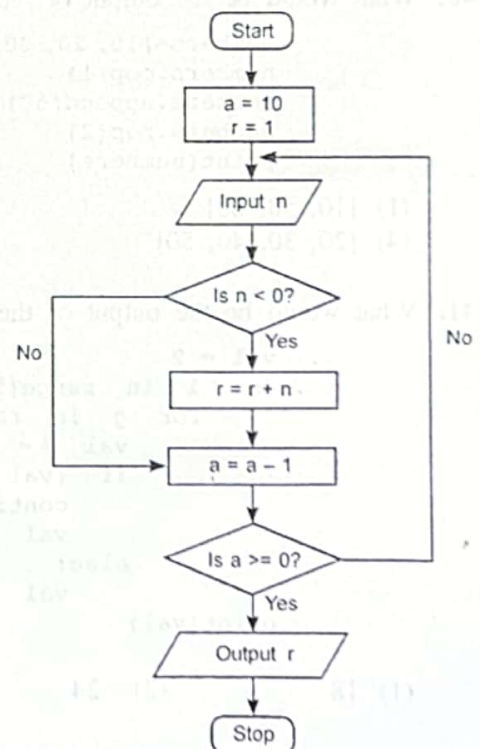 Start
a = 10
r = 1
Input n
Is n < 0?
No
Yes
No
r = r + n
a = a – 1
Is a >= 0?
Yes
Output r
Stop